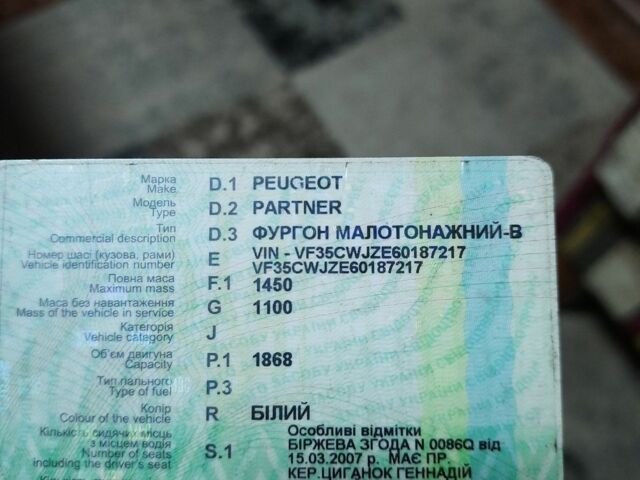 Марка
Make D.1 PEUGEOT
Модель
Type D.2 PARTNER
Тип
Commercial description D.3 ФУРГОН МАЛОТОНАЖНИЙ-В
Номер шасі (кузова, рами)
Vehicle identification number E VIN - VF35CWJZE60187217
VF35CWJZE60187217
Повна маса
Maximum mass F.1 1450
Маса без навантаження
Mass of the vehicle in service G 1100
Категорія
Vehicle category J
Об'єм двигуна
Capacity P.1 1868
Тип пального
Type of fuel P.3
Колір
Colour of the vehicle R БІЛИЙ
Кількість сидячих місць
з місцем водія
Number of seats
including the driver's seat S.1
Особливі відмітки
БІРЖЕВА ЗГОДА N 0086Q від
15.03.2007 р. МАЄ ПР.
КЕР.ЦИГАНОК ГЕННАДІЙ